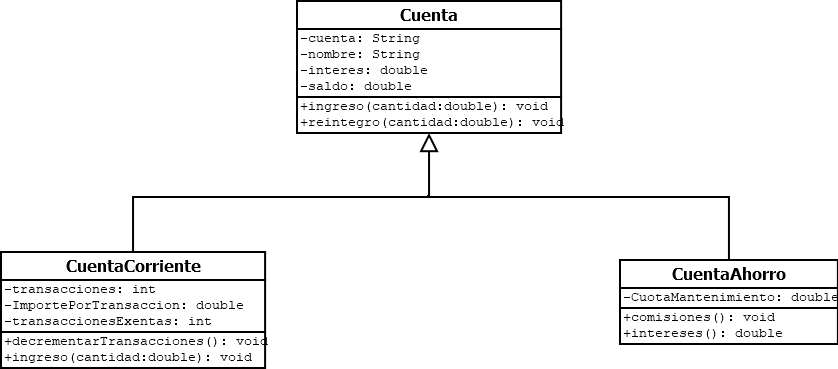 Cuenta
-cuenta: String
-nombre: String
-interes: double
-saldo: double
+ingreso(cantidad:double): void
+reintegro(cantidad:double): void
CuentaCorriente
-transacciones: int
-ImportePorTransaccion: double
-transaccionesExentas: int
+decrementarTransacciones(): void
+ingreso(cantidad:double): void
CuentaAhorro
-CuotaMantenimiento: double
+comisiones(): void
+intereses(): double